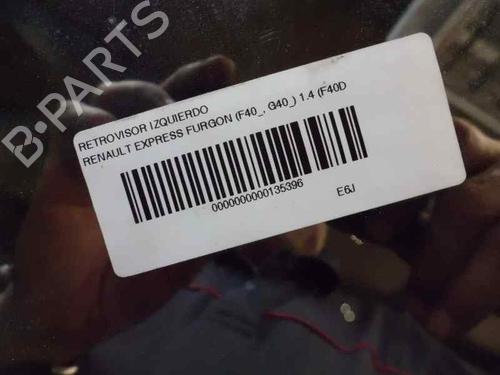 B-PARTS
RETROVISOR IZQUIERDO
RENAULT EXPRESS FURGON (F40_, G40_) 1.4 (F40D
0000000000135396
E6J